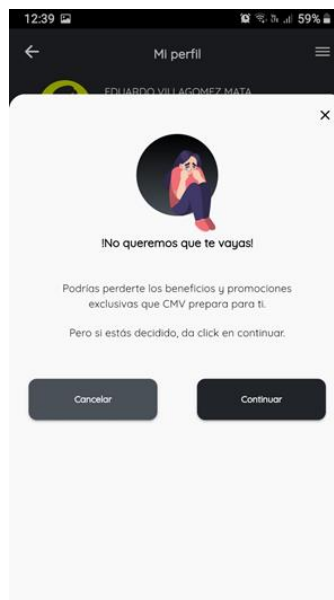 12:39 59%
Mi perfil
EDUARDO VILLAGOMEZ MATA
!No queremos que te vayas!
Podrías perderte los beneficios y promociones
exclusivas que CMV prepara para ti.
Pero si estás decidido, da click en continuar.
Cancelar
Continuar